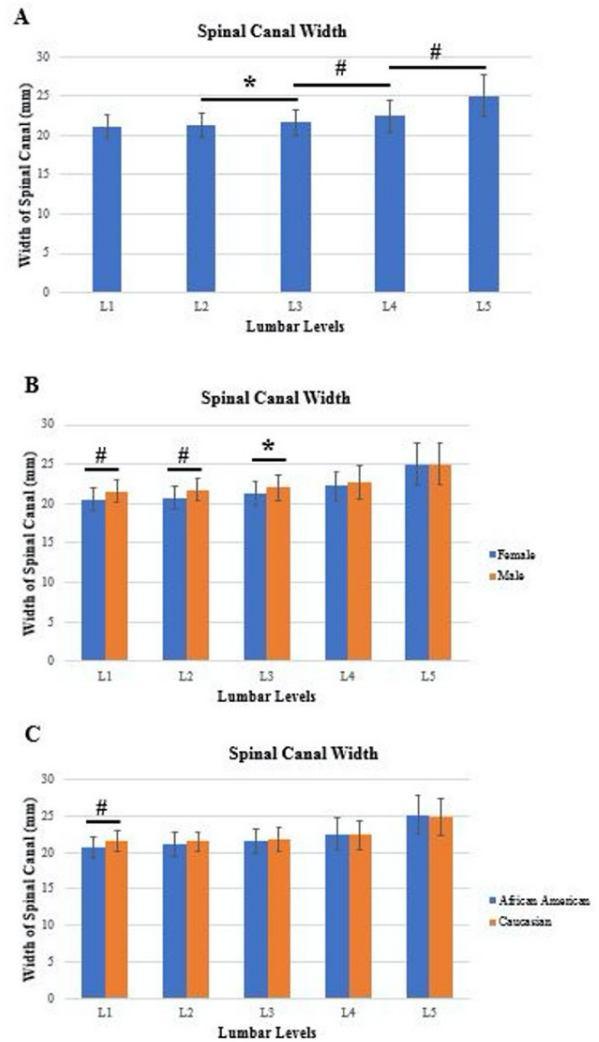 A
Spinal Canal Width
30
25
20
15
10
5
0
* # #
L1 L2 L3 L4 L5
Width of Spinal Canal (mm)
Lumbar Levels
B
Spinal Canal Width
30
25
20
15
10
5
0
# # *
L1 L2 L3 L4 L5
Width of Spinal Canal (mm)
Lumbar Levels
Female
Male
C
Spinal Canal Width
30
25
20
15
10
5
0
#
L1 L2 L3 L4 L5
Width of Spinal Canal (mm)
Lumbar Levels
African American
Caucasian